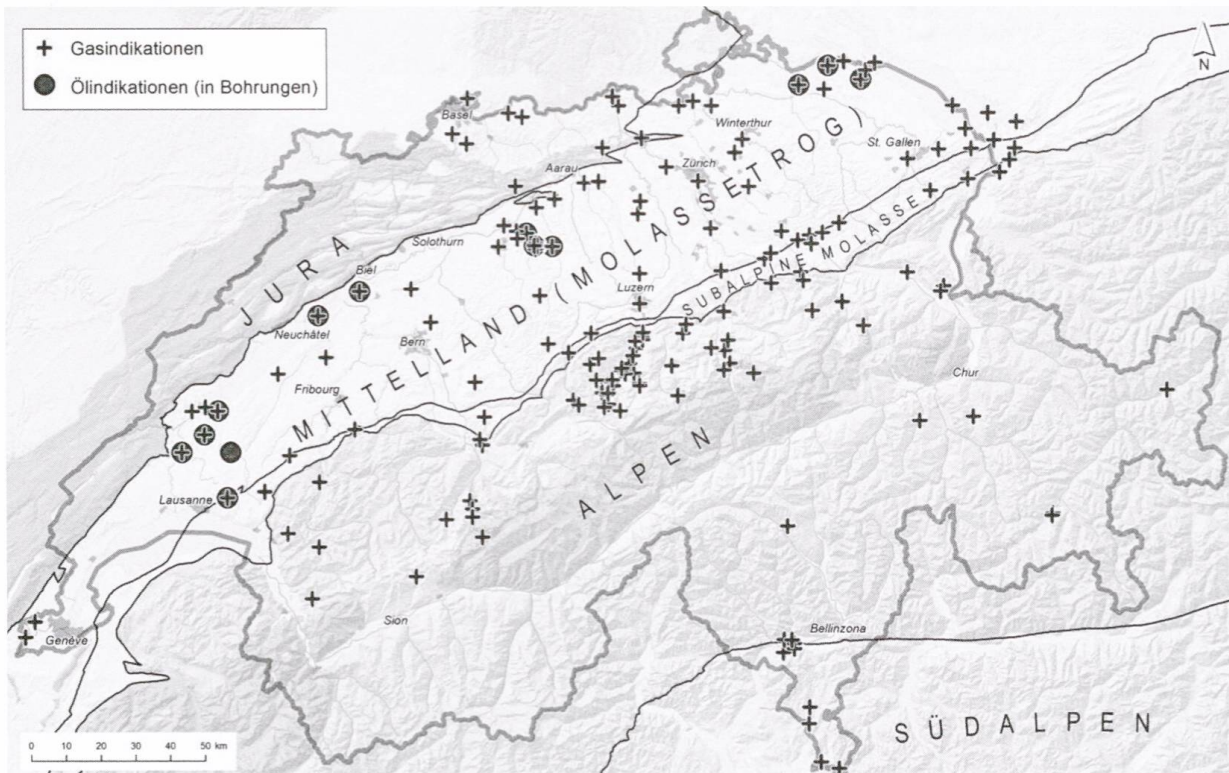 Gasindikationen
Ölindikationen (in Bohrungen)
N
Basel
Winterthur
St. Gallen
Aarau
Zürich
Solothurn
JURA
Biel
Luzern
MITTELLAND (MOLASSETROG)
SUBALPINE MOLASSE
Neuchâtel
Bern
Fribourg
Chur
ALPEN
Lausanne
Sion
Bellinzona
Genève
SÜDALPEN
0 10 20 30 40 50 km